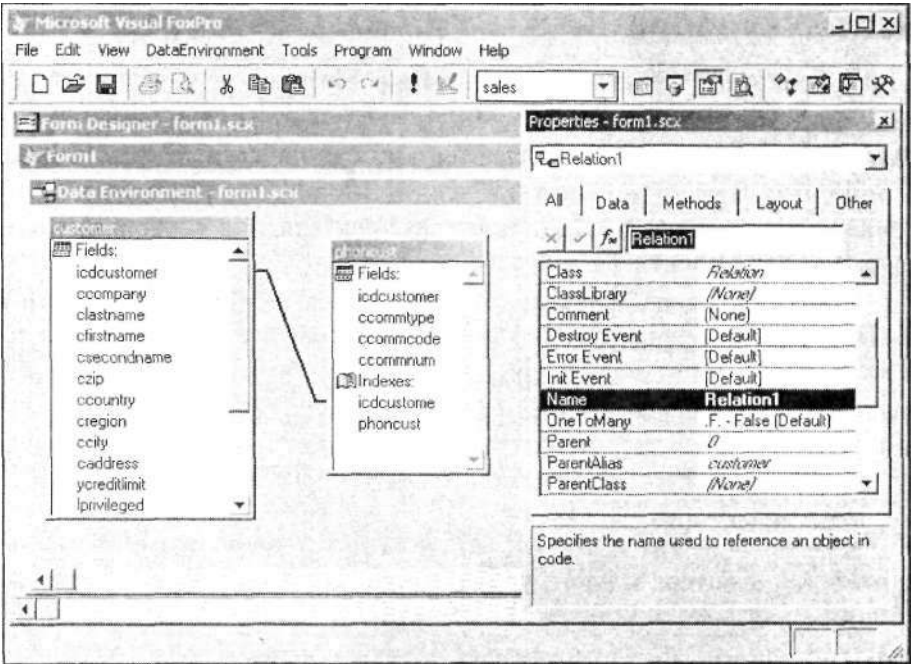 Microsoft Visual FoxPro
File Edit View DataEnvironment Tools Program Window Help
sales
Form Designer - form1.scx
Form1
Data Environment - form1.scx
customer
Fields:
icdcustomer
ccompany
clastname
cfirstname
csecondname
czip
ccountry
cregion
ccity
caddress
ycreditlimit
lprivileged
Fields:
icdcustomer
ccommtype
ccommcode
ccommnum
Indexes:
icdcustome
phoncust
Properties - form1.scx
Relation1
All Data Methods Layout Other
Relation1
Class Relation
ClassLibrary (None)
Comment (None)
Destroy Event [Default]
Error Event [Default]
Init Event [Default]
Name Relation1
OneToMany .F. - False (Default)
Parent 0
ParentAlias customer
ParentClass (None)
Specifies the name used to reference an object in
code.